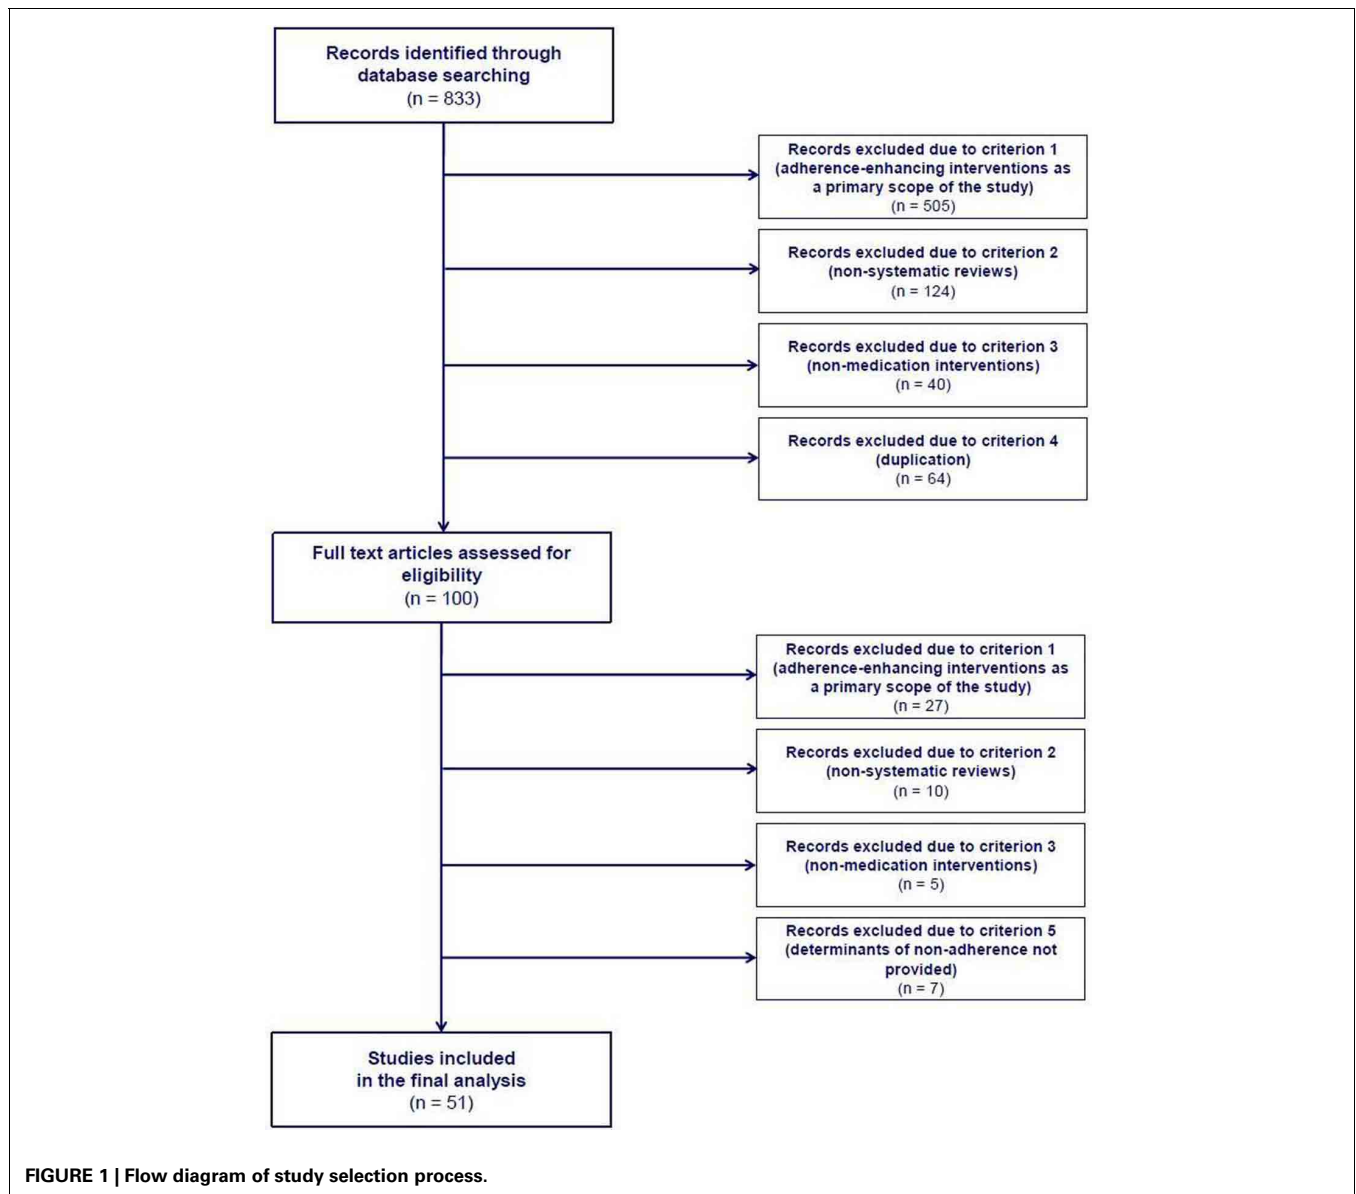 Records identified through
database searching
(n = 833)
Records excluded due to criterion 1
(adherence-enhancing interventions as
a primary scope of the study)
(n = 505)
Records excluded due to criterion 2
(non-systematic reviews)
(n = 124)
Records excluded due to criterion 3
(non-medication interventions)
(n = 40)
Records excluded due to criterion 4
(duplication)
(n = 64)
Full text articles assessed for
eligibility
(n = 100)
Records excluded due to criterion 1
(adherence-enhancing interventions as
a primary scope of the study)
(n = 27)
Records excluded due to criterion 2
(non-systematic reviews)
(n = 10)
Records excluded due to criterion 3
(non-medication interventions)
(n = 5)
Records excluded due to criterion 5
(determinants of non-adherence not
provided)
(n = 7)
Studies included
in the final analysis
(n = 51)
FIGURE 1 | Flow diagram of study selection process.